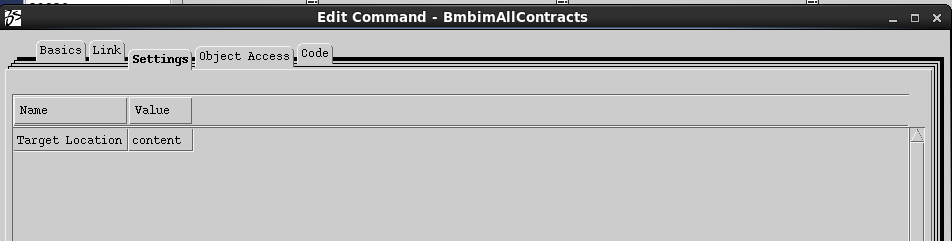 Edit Command - BmbimAllContracts
Basics Link Settings Object Access Code
Name Value
Target Location content